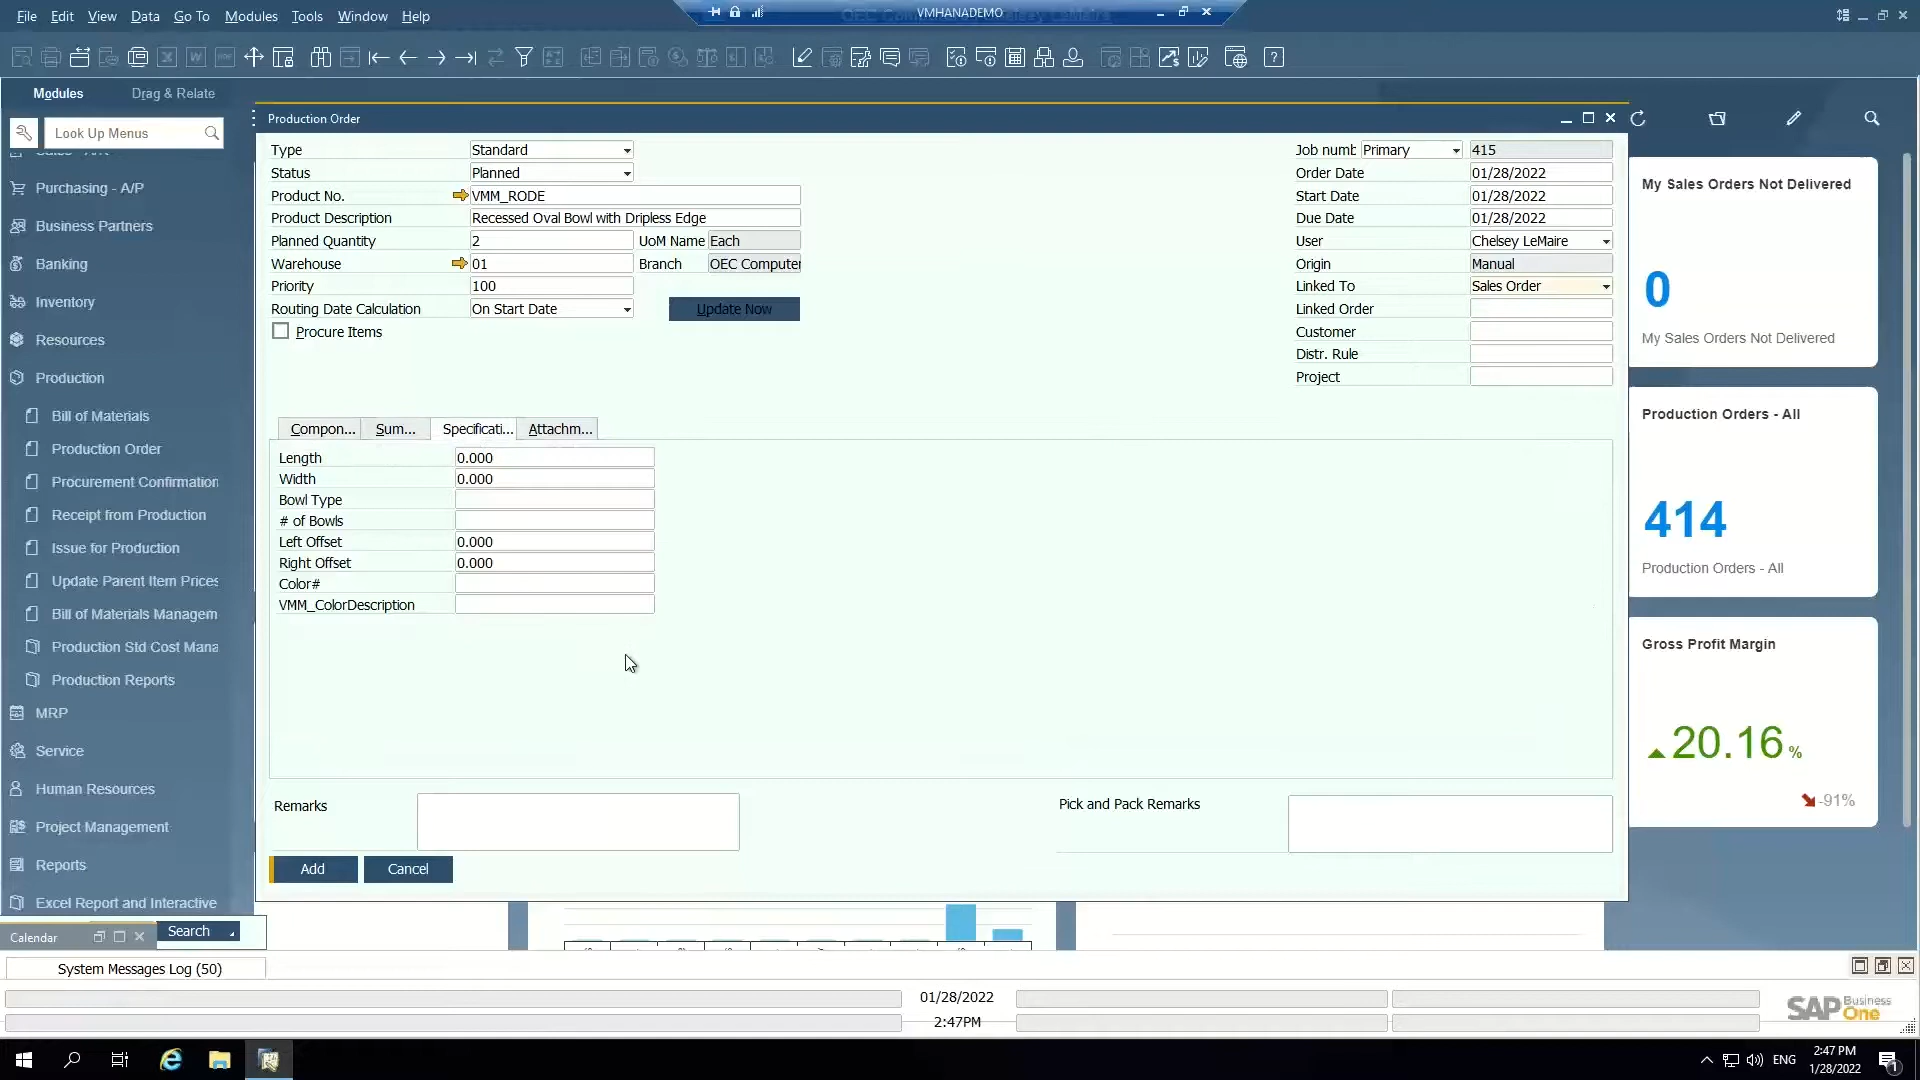 File Edit View Data Go To Modules Tools Window Help
VMHANADEMO
Modules Drag & Relate
Look Up Menus
Purchasing - A/P
Business Partners
Banking
Inventory
Resources
Production
Bill of Materials
Production Order
Procurement Confirmation
Receipt from Production
Issue for Production
Update Parent Item Prices
Bill of Materials Managem
Production Std Cost Mana
Production Reports
MRP
Service
Human Resources
Project Management
Reports
Excel Report and Interactive
Calendar
Search
Production Order
Type Standard
Status Planned
Product No. VMM_RODE
Product Description Recessed Oval Bowl with Dripless Edge
Planned Quantity 2 UoM Name Each
Warehouse 01 Branch OEC Computer
Priority 100
Routing Date Calculation On Start Date Update Now
Procure Items
Job numb Primary 415
Order Date 01/28/2022
Start Date 01/28/2022
Due Date 01/28/2022
User Chelsey LeMaire
Origin Manual
Linked To Sales Order
Linked Order
Customer
Distr. Rule
Project
Compon... Sum... Specificati... Attachm...
Length 0.000
Width 0.000
Bowl Type
# of Bowls
Left Offset 0.000
Right Offset 0.000
Color#
VMM_ColorDescription
Remarks
Pick and Pack Remarks
Add Cancel
My Sales Orders Not Delivered
0
My Sales Orders Not Delivered
Production Orders - All
414
Production Orders - All
Gross Profit Margin
20.16 %
-91%
System Messages Log (50)
01/28/2022
2:47PM
SAP Business One
ENG
2:47 PM
1/28/2022
1